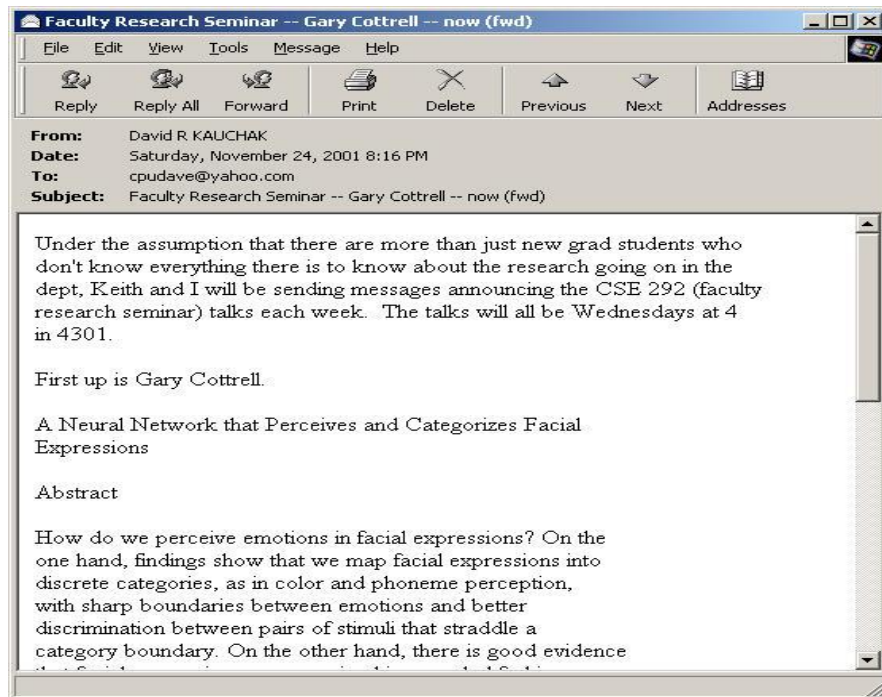 Faculty Research Seminar -- Gary Cottrell -- now (fwd)
File Edit View Tools Message Help
Reply Reply All Forward Print Delete Previous Next Addresses
From: David R KAUCHAK
Date: Saturday, November 24, 2001 8:16 PM
To: cpudave@yahoo.com
Subject: Faculty Research Seminar -- Gary Cottrell -- now (fwd)
Under the assumption that there are more than just new grad students who
don't know everything there is to know about the research going on in the
dept, Keith and I will be sending messages announcing the CSE 292 (faculty
research seminar) talks each week. The talks will all be Wednesdays at 4
in 4301.
First up is Gary Cottrell.
A Neural Network that Perceives and Categorizes Facial
Expressions
Abstract
How do we perceive emotions in facial expressions? On the
one hand, findings show that we map facial expressions into
discrete categories, as in color and phoneme perception,
with sharp boundaries between emotions and better
discrimination between pairs of stimuli that straddle a
category boundary. On the other hand, there is good evidence